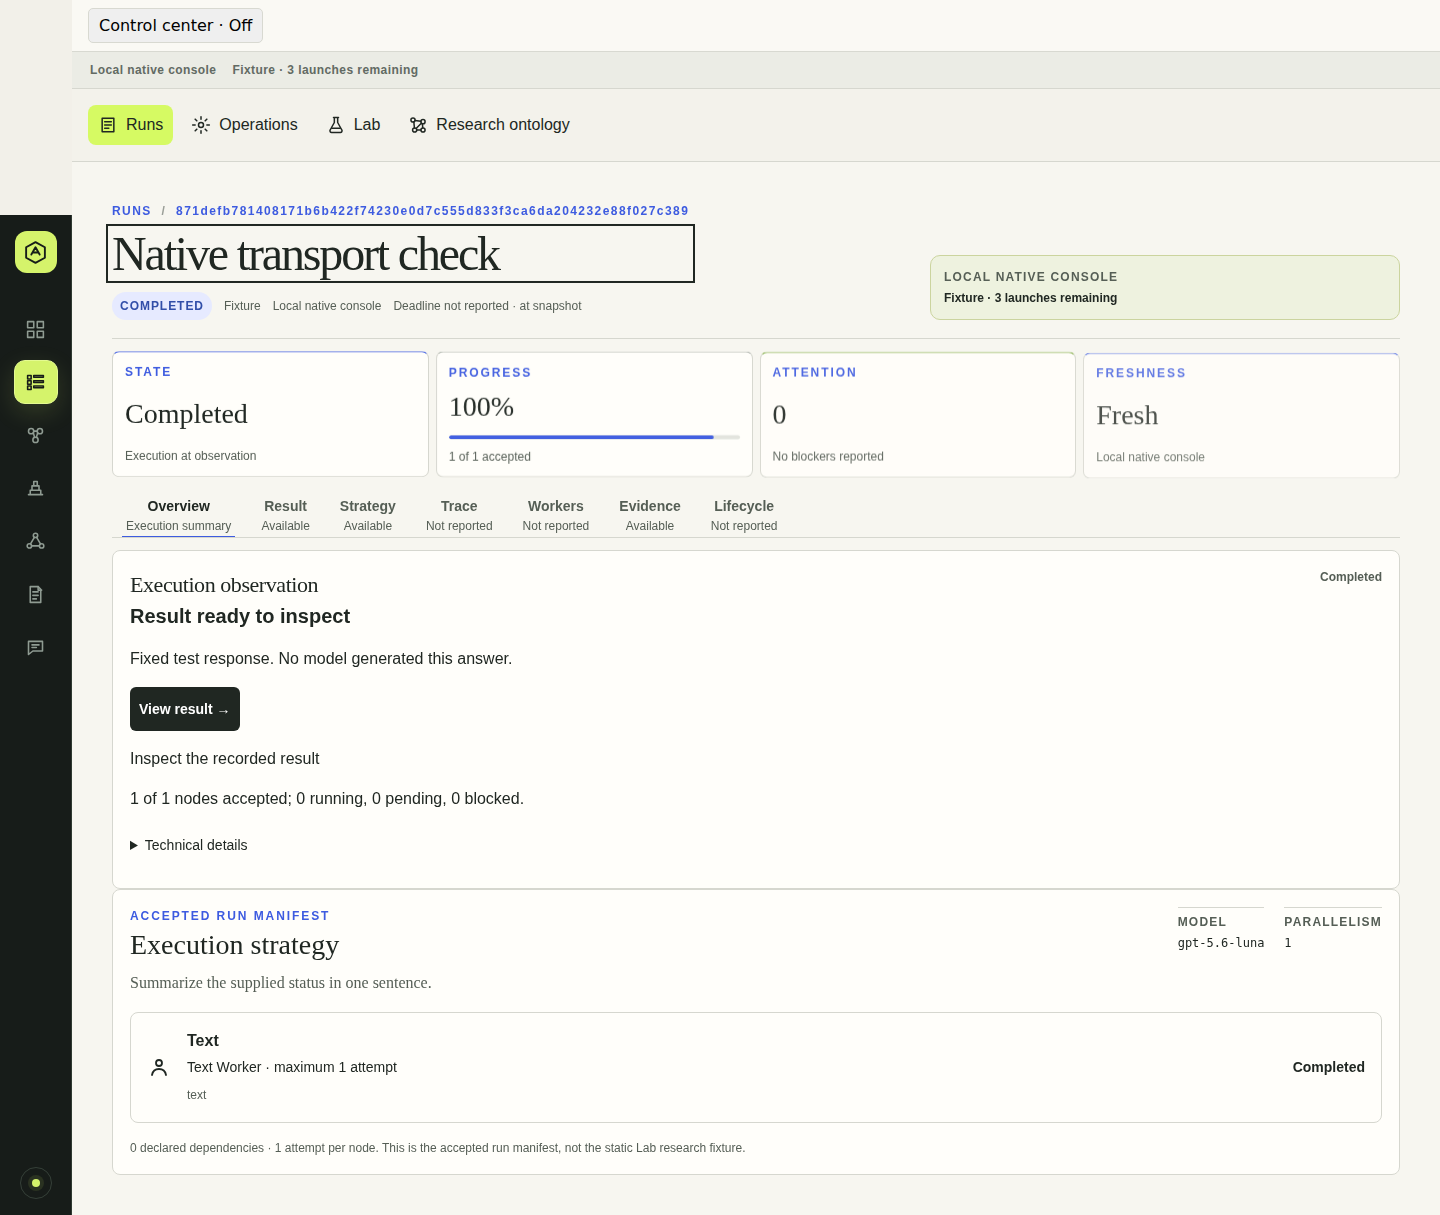 Control center · Off
Local native console Fixture · 3 launches remaining
Runs Operations Lab Research ontology
RUNS / 871defb781408171b6b422f74230e0d7c555d833f3ca6da204232e88f027c389
Native transport check
COMPLETED Fixture Local native console Deadline not reported · at snapshot
LOCAL NATIVE CONSOLE
Fixture · 3 launches remaining
STATE
Completed
Execution at observation
PROGRESS
100%
1 of 1 accepted
ATTENTION
0
No blockers reported
FRESHNESS
Fresh
Local native console
Overview
Execution summary
Result
Available
Strategy
Available
Trace
Not reported
Workers
Not reported
Evidence
Available
Lifecycle
Not reported
Execution observation
Completed
Result ready to inspect
Fixed test response. No model generated this answer.
View result →
Inspect the recorded result
1 of 1 nodes accepted; 0 running, 0 pending, 0 blocked.
Technical details
ACCEPTED RUN MANIFEST
Execution strategy
Summarize the supplied status in one sentence.
MODEL
gpt-5.6-luna
PARALLELISM
1
Text
Text Worker · maximum 1 attempt
text
Completed
0 declared dependencies · 1 attempt per node. This is the accepted run manifest, not the static Lab research fixture.